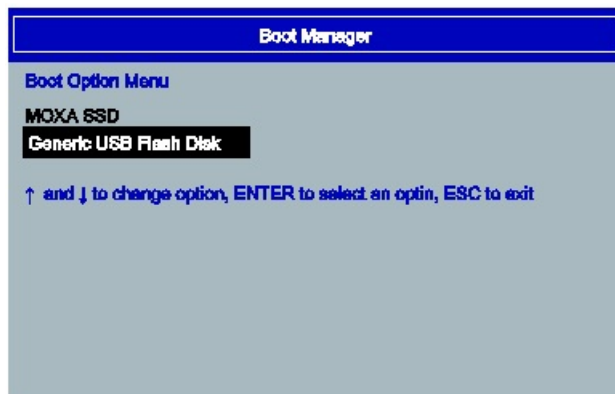 Boot Manager
Boot Option Menu
MOXA SSD
Generic USB Flash Disk
↑ and ↓ to change option, ENTER to select an optin, ESC to exit